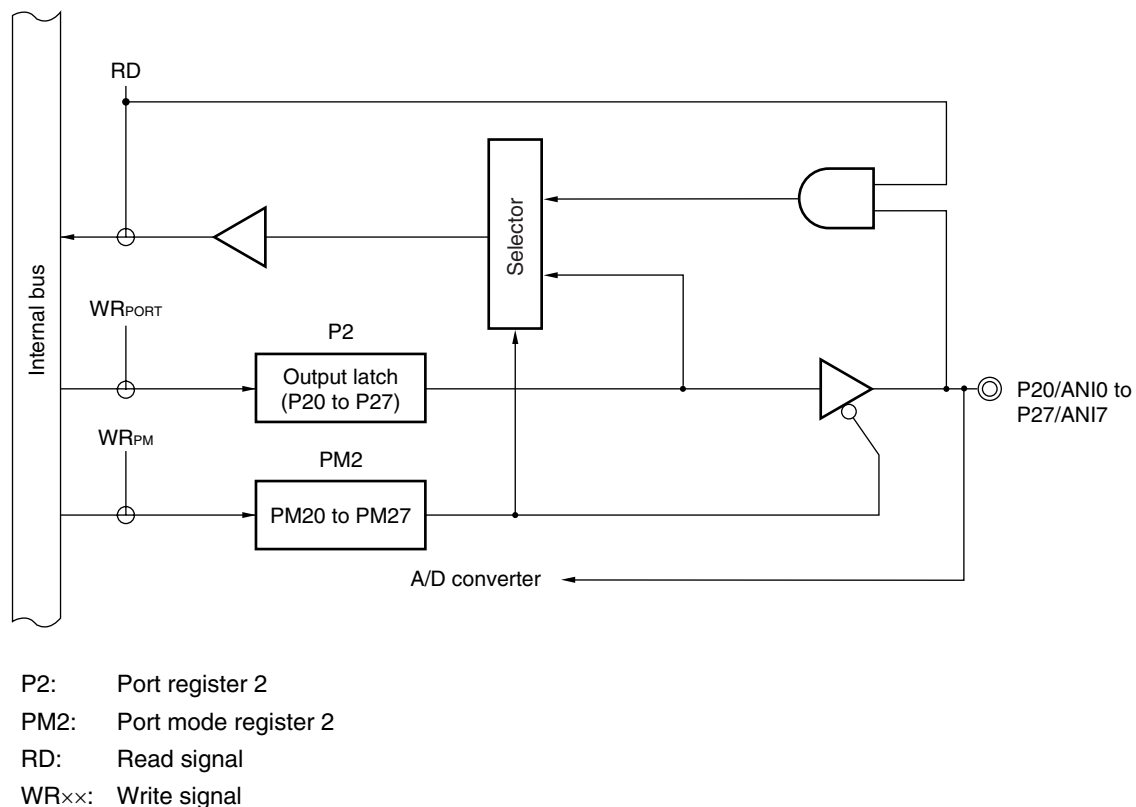 RD
Selector
Internal bus
WRPORT
P2
Output latch
(P20 to P27)
P20/ANI0 to
P27/ANI7
WRPM
PM2
PM20 to PM27
A/D converter
P2: Port register 2
PM2: Port mode register 2
RD: Read signal
WR××: Write signal